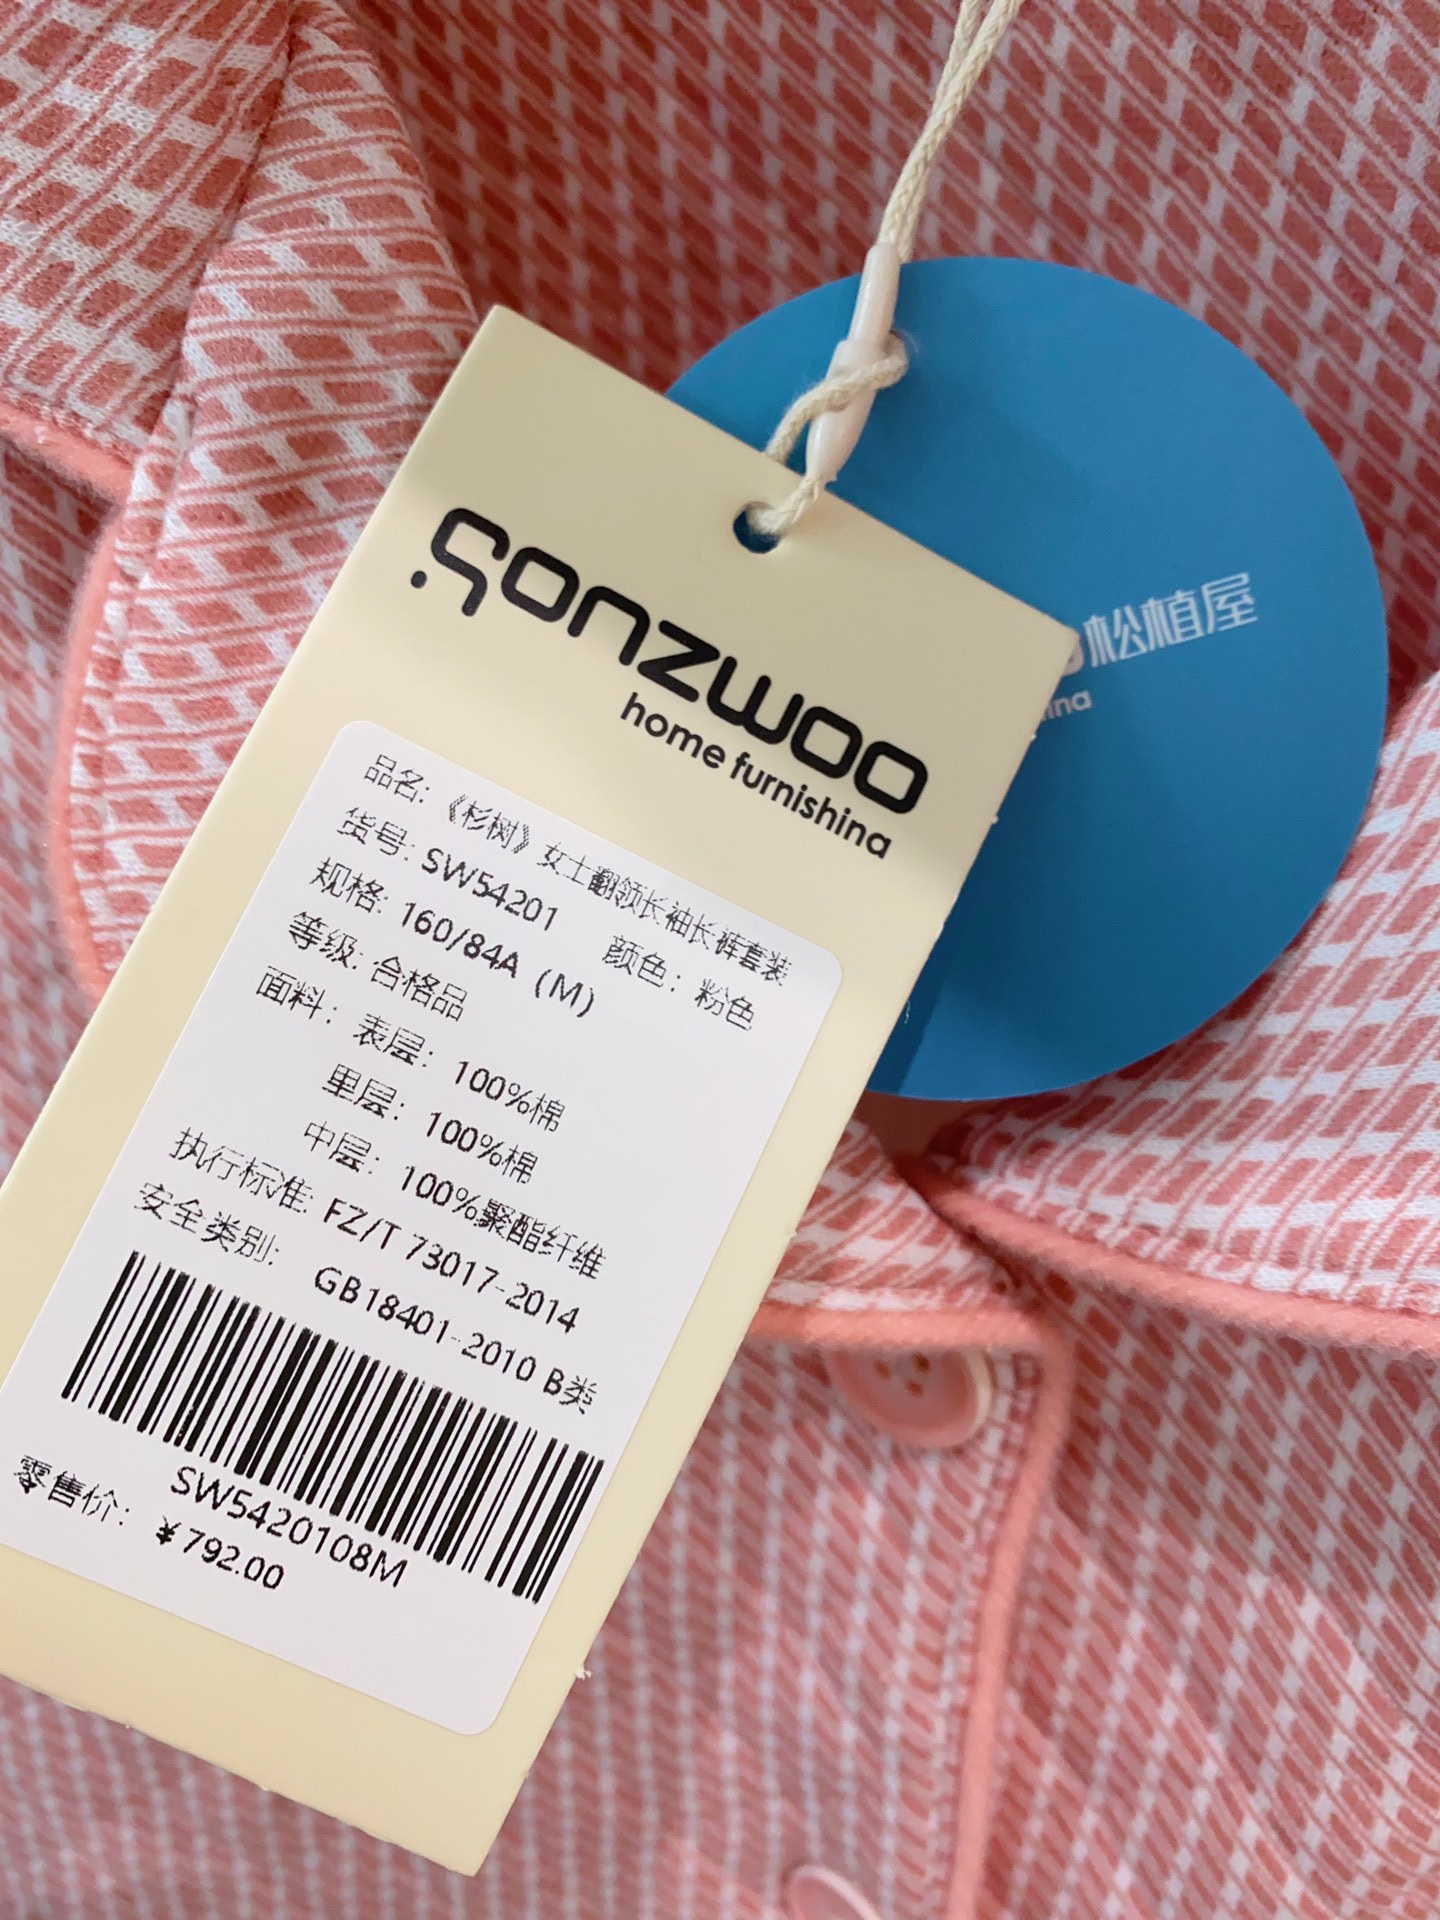 sonzwoo
home furnishina
松植屋
ina
品名: 《杉树》女士翻领长袖长裤套装
货号: SW54201 颜色: 粉色
规格: 160/84A (M)
等级: 合格品
面料: 表层: 100%棉
里层: 100%棉
中层: 100%聚酯纤维
执行标准: FZ/T 73017-2014
安全类别: GB18401-2010 B类
SW5420108M
零售价: ¥792.00